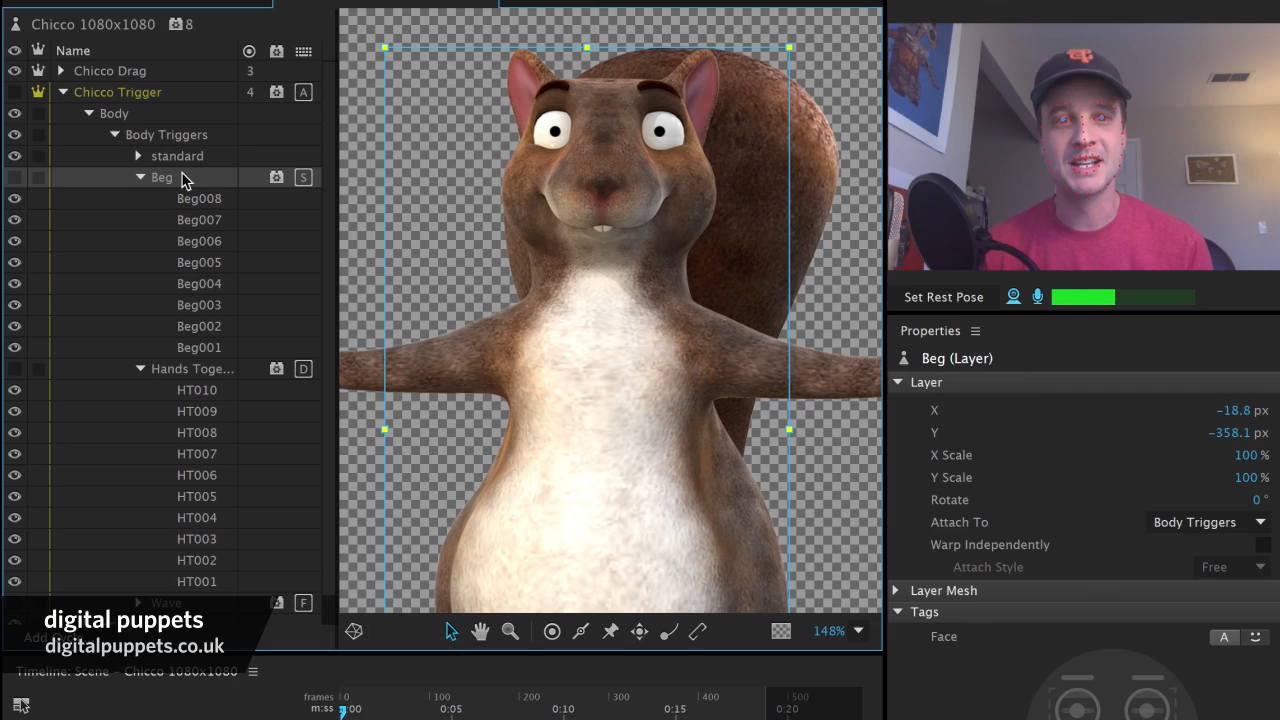 Chicco 1080x1080 8
Name
Chicco Drag 3
Chicco Trigger 4 A
Body
Body Triggers
standard
Beg S
Beg008
Beg007
Beg006
Beg005
Beg004
Beg003
Beg002
Beg001
Hands Toge... D
HT010
HT009
HT008
HT007
HT006
HT005
HT004
HT003
HT002
HT001
Wave F
digital puppets
digitalpuppets.co.uk
148%
Timeline: Scene – Chicco 1080x1080
frames 0 100 200 300 400 500
m:ss 0:00 0:05 0:10 0:15 0:20
Set Rest Pose
Properties
Beg (Layer)
Layer
X −18.8 px
Y −358.1 px
X Scale 100 %
Y Scale 100 %
Rotate 0 °
Attach To Body Triggers
Warp Independently
Attach Style Free
Layer Mesh
Tags
Face A